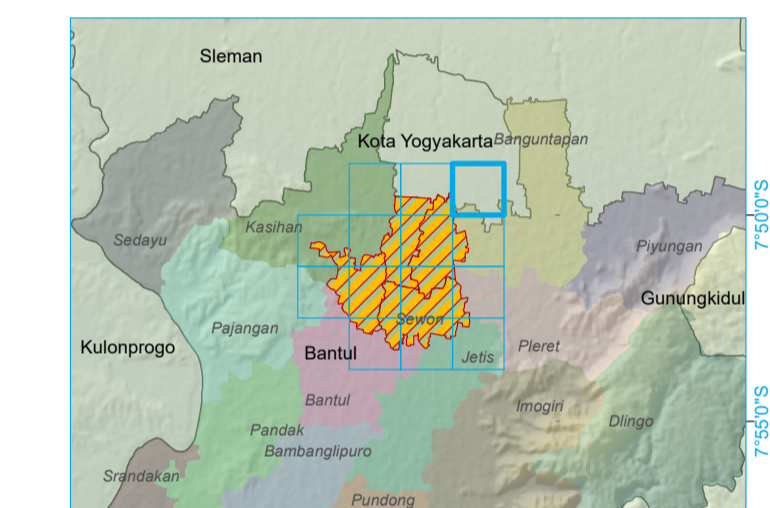 Sleman
Kota Yogyakarta
Banguntapan
7°50'0"S
Kasihan
Sedayu
Piyungan
Gunungkidul
Sewon
Pajangan
Kulonprogo
Bantul
Jetis
Pleret
Bantul
Imogiri
Dlingo
7°55'0"S
Pandak
Bambanglipuro
Srandakan
Pundong